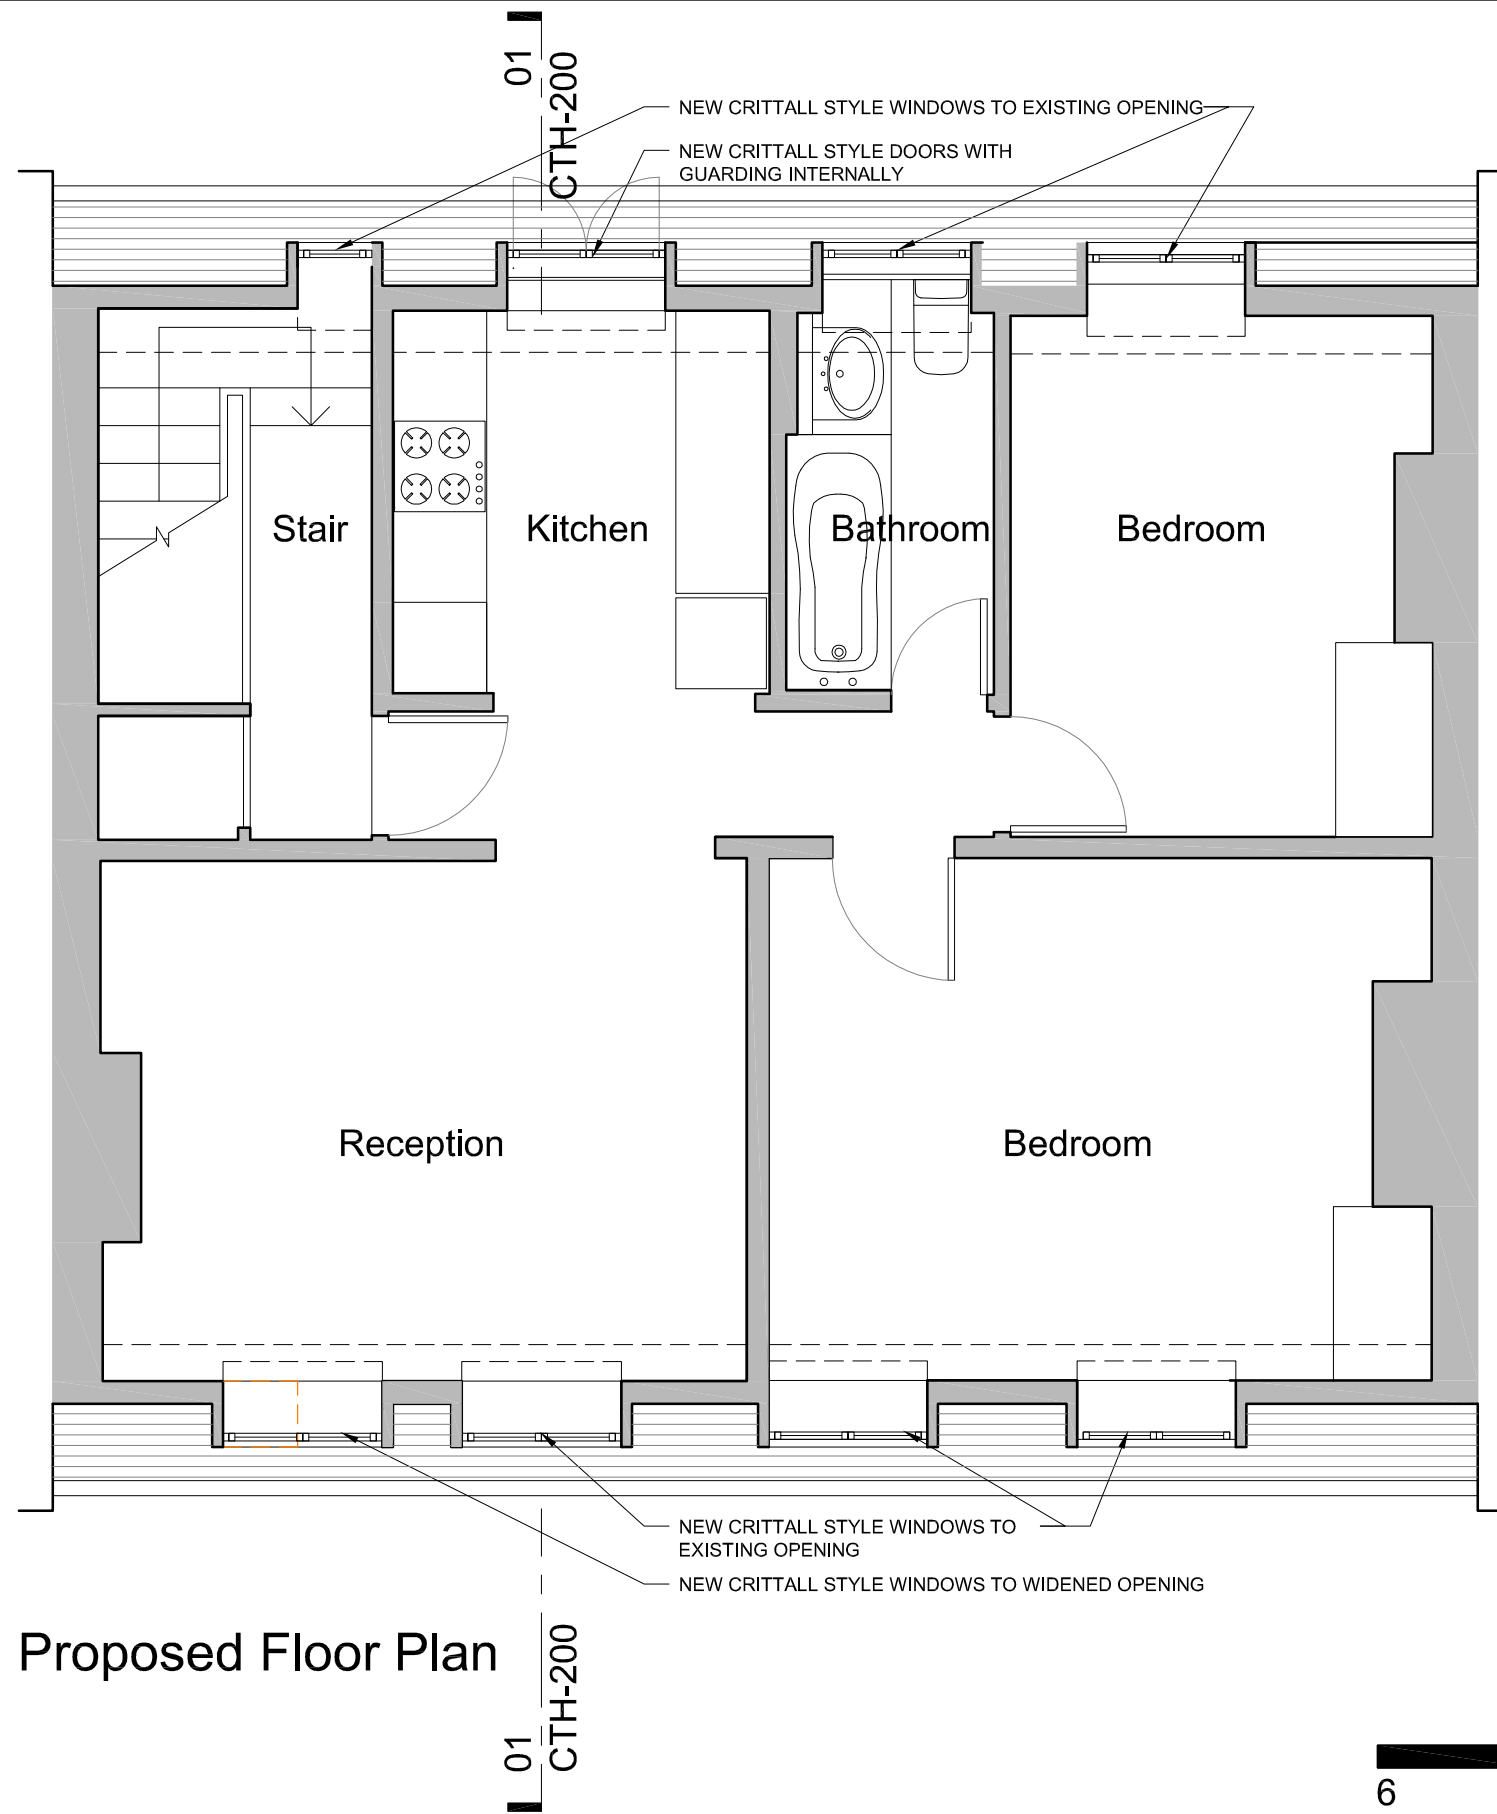 01
CTH-200
NEW CRITTALL STYLE WINDOWS TO EXISTING OPENING
NEW CRITTALL STYLE DOORS WITH
GUARDING INTERNALLY
Stair
Kitchen
Bathroom
Bedroom
Reception
Bedroom
NEW CRITTALL STYLE WINDOWS TO
EXISTING OPENING
NEW CRITTALL STYLE WINDOWS TO WIDENED OPENING
Proposed Floor Plan
01
CTH-200
6